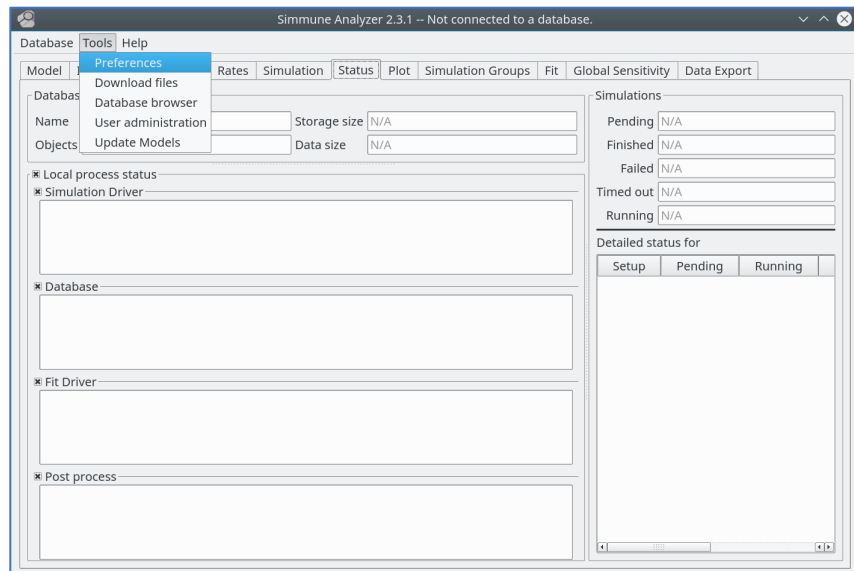 Simmune Analyzer 2.3.1 -- Not connected to a database.
Database Tools Help
Preferences
Download files
Database browser
User administration
Update Models
Model Rates Simulation Status Plot Simulation Groups Fit Global Sensitivity Data Export
Name Storage size N/A
Objects Data size N/A
Local process status
Simulation Driver
Database
Fit Driver
Post process
Simulations
Pending N/A
Finished N/A
Failed N/A
Timed out N/A
Running N/A
Detailed status for
Setup Pending Running